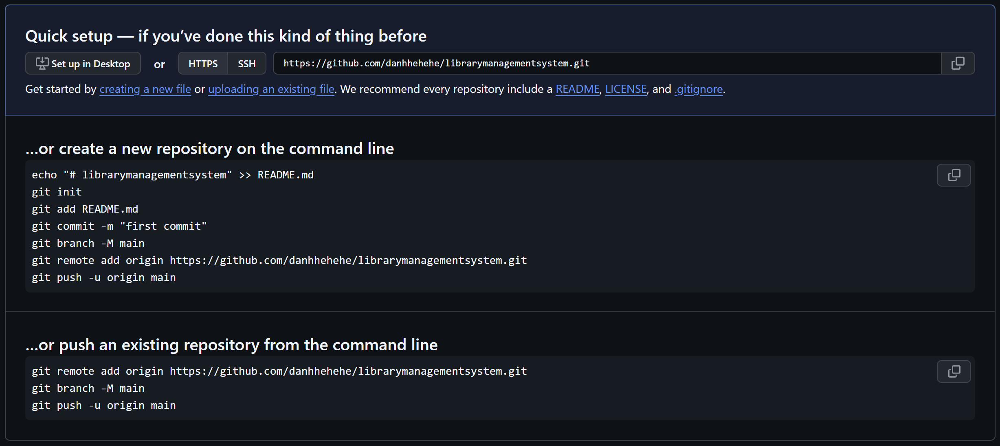 Quick setup — if you’ve done this kind of thing before
Set up in Desktop or HTTPS SSH https://github.com/danhhehehe/librarymanagementsystem.git
Get started by creating a new file or uploading an existing file. We recommend every repository include a README, LICENSE, and .gitignore.
…or create a new repository on the command line
echo "# librarymanagementsystem" >> README.md
git init
git add README.md
git commit -m "first commit"
git branch -M main
git remote add origin https://github.com/danhhehehe/librarymanagementsystem.git
git push -u origin main
…or push an existing repository from the command line
git remote add origin https://github.com/danhhehehe/librarymanagementsystem.git
git branch -M main
git push -u origin main